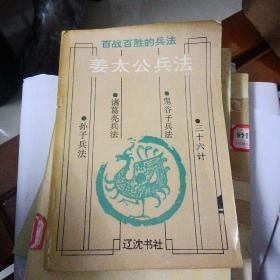 百战百胜的兵法
姜太公兵法
●三十六计
●鬼谷子兵法
●诸葛亮兵法
●孙子兵法
辽沈书社